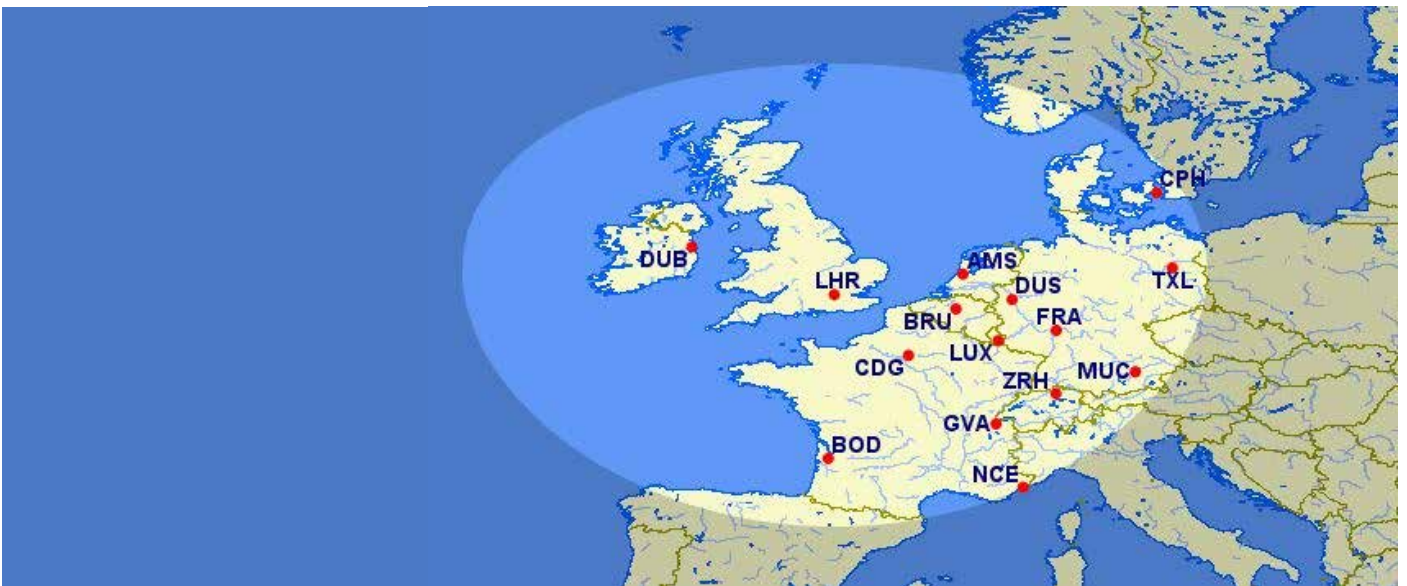 CPH
DUB
AMS
TXL
LHR
DUS
BRU
FRA
LUX
CDG
MUC
ZRH
GVA
BOD
NCE